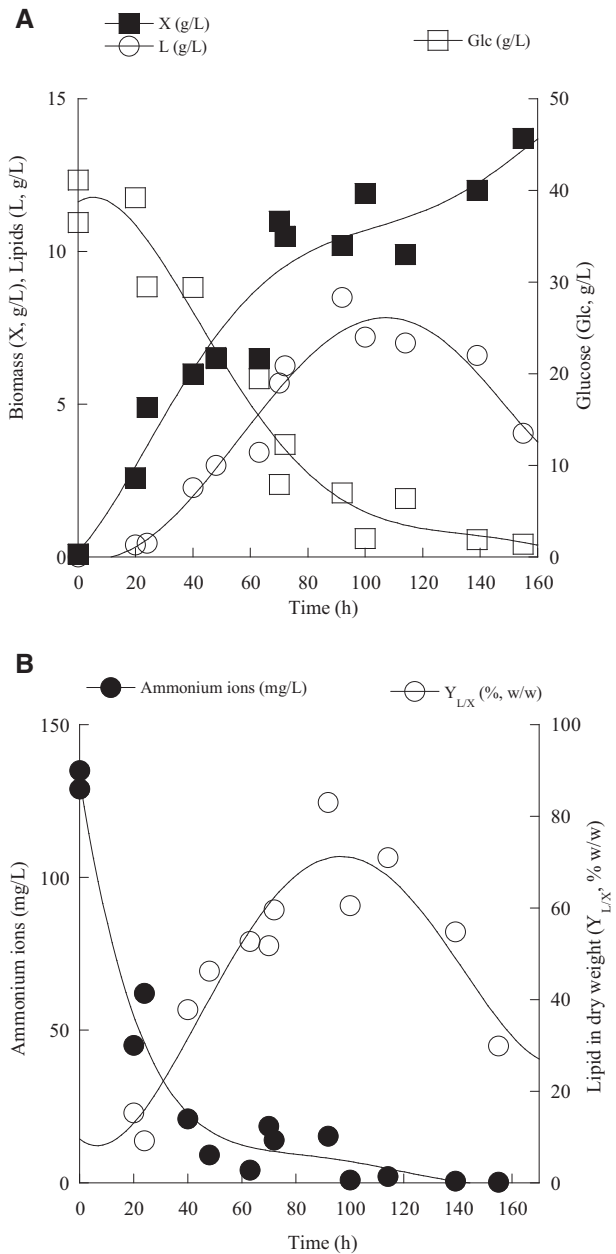 A
X (g/L)
L (g/L)
Glc (g/L)
15
10
5
0
Biomass (X, g/L), Lipids (L, g/L)
50
40
30
20
10
0
Glucose (Glc, g/L)
0 20 40 60 80 100 120 140 160
Time (h)
B
Ammonium ions (mg/L)
Y_L/X (%, w/w)
150
100
50
0
Ammonium ions (mg/L)
100
80
60
40
20
0
Lipid in dry weight (Y_L/X, % w/w)
0 20 40 60 80 100 120 140 160
Time (h)